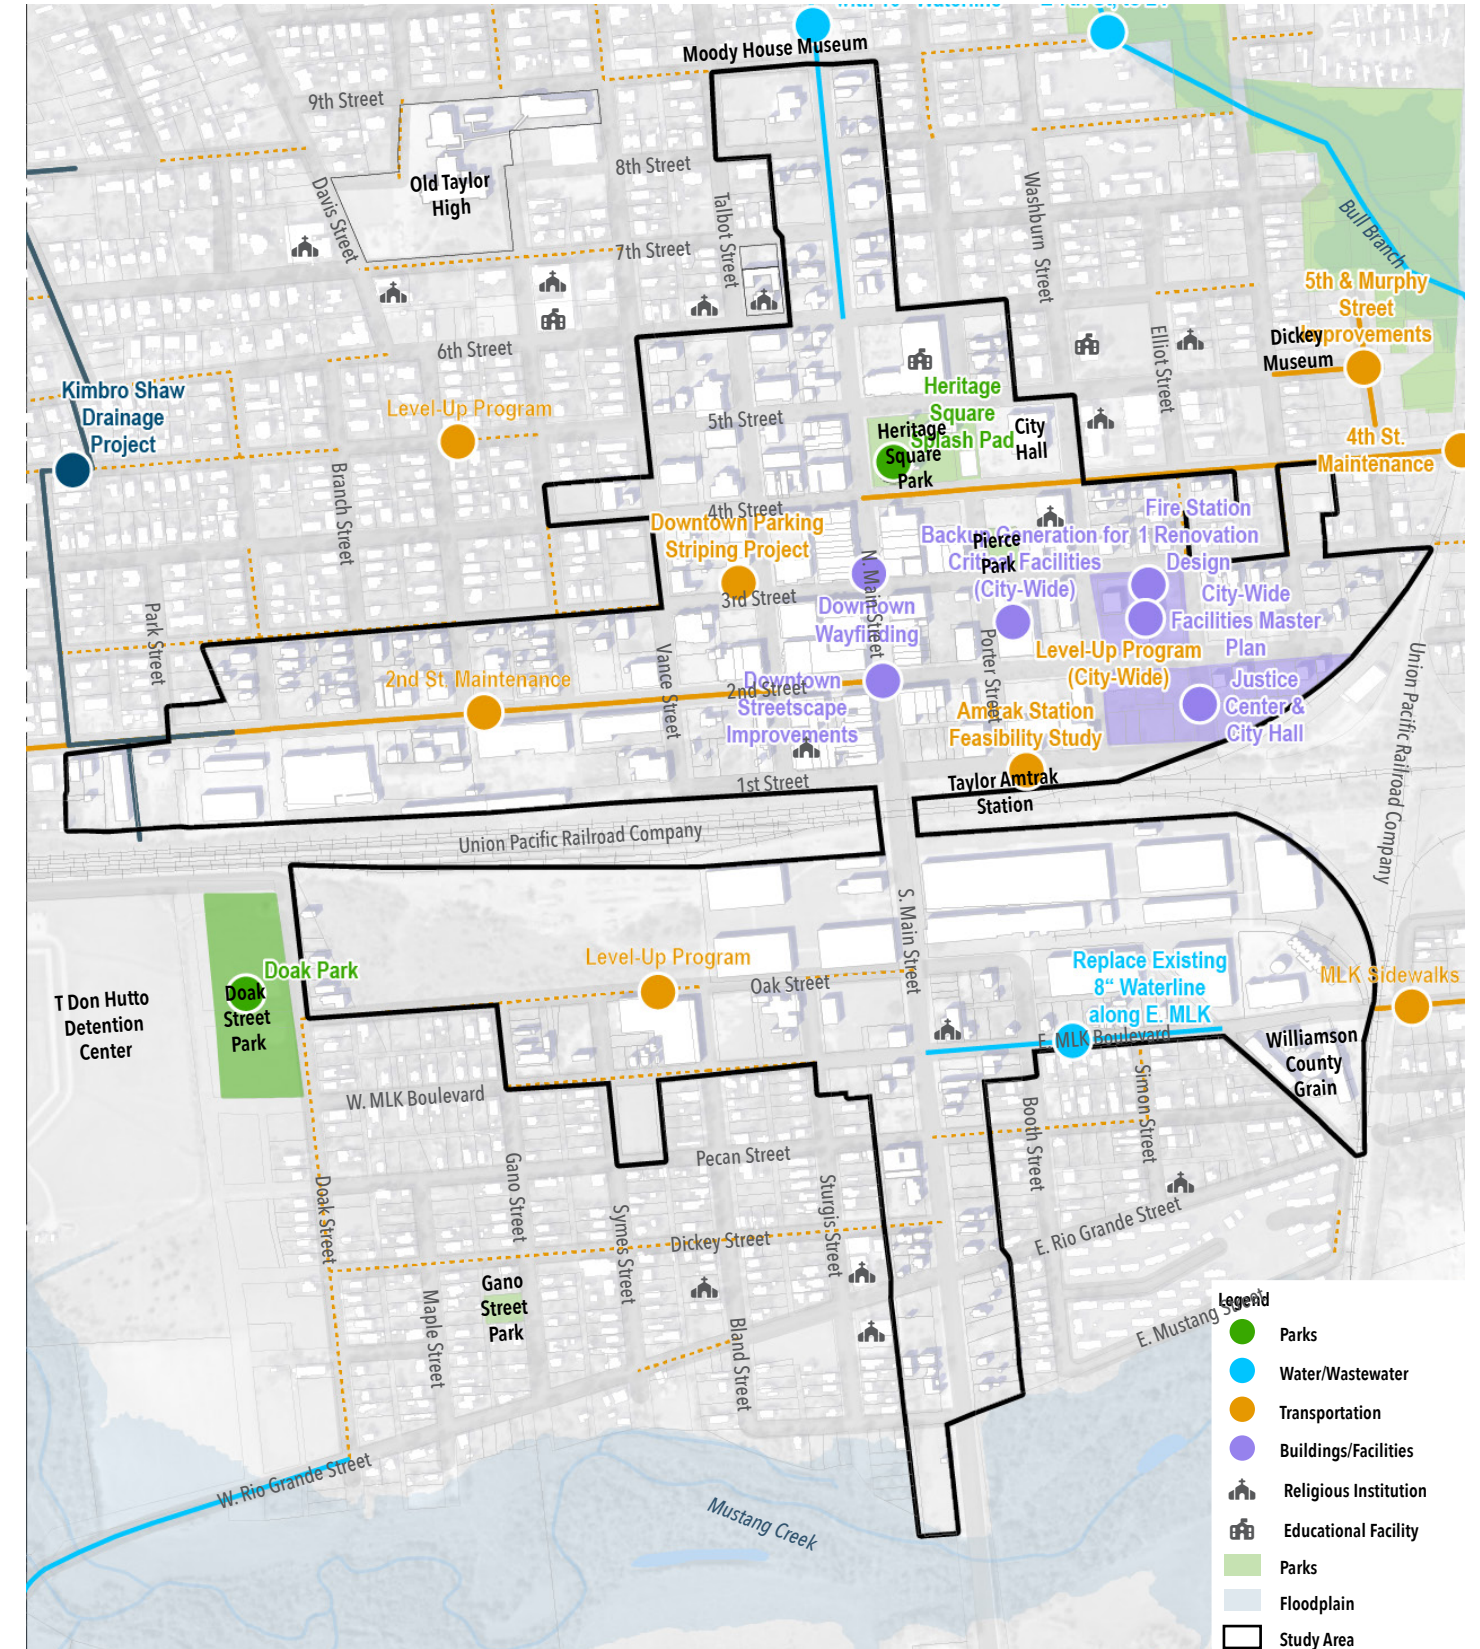 Moody House Museum
9th Street
8th Street
Old Taylor
High
Davis Street
Talbot Street
7th Street
Washburn Street
Bull Branch
5th & Murphy
Street
Improvements
Dickey
Museum
Elliot Street
6th Street
Kimbro Shaw
Drainage
Project
Level-Up Program
5th Street
Heritage
Square
Splash Pad
Heritage
Square
Park
City
Hall
4th St.
Maintenance
Branch Street
4th Street
Downtown Parking
Striping Project
3rd Street
N. Main Street
Downtown
Wayfinding
Backup Generation for
Critical Facilities
(City-Wide)
Pierce
Park
Fire Station
1 Renovation
Design
City-Wide
Facilities Master
Plan
Level-Up Program
(City-Wide)
Justice
Center &
City Hall
Park Street
Vance Street
Porter Street
2nd St. Maintenance
2nd Street
Downtown
Streetscape
Improvements
Amtrak Station
Feasibility Study
Taylor Amtrak
Station
1st Street
Union Pacific Railroad Company
Union Pacific Railroad Company
S. Main Street
Doak Park
Doak
Street
Park
T Don Hutto
Detention
Center
Level-Up Program
Oak Street
Replace Existing
8“ Waterline
along E. MLK
E. MLK Boulevard
MLK Sidewalks
Williamson
County
Grain
W. MLK Boulevard
Simon Street
Booth Street
Pecan Street
Gano Street
Doak Street
Symes Street
Sturgis Street
Dickey Street
E. Rio Grande Street
Gano
Street
Park
Maple Street
Bland Street
E. Mustang Street
W. Rio Grande Street
Mustang Creek
Legend
Parks
Water/Wastewater
Transportation
Buildings/Facilities
Religious Institution
Educational Facility
Parks
Floodplain
Study Area